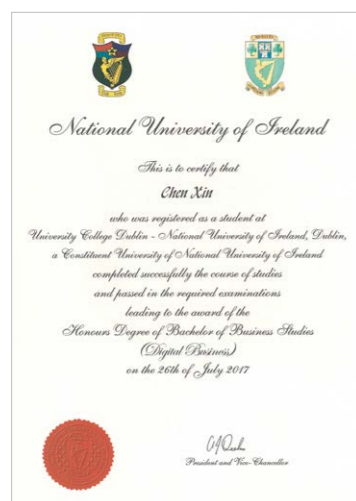 National University of Ireland
This is to certify that
Chen Xin
who was registered as a student at
University College Dublin - National University of Ireland, Dublin,
a Constituent University of National University of Ireland
completed successfully the course of studies
and passed in the required examinations
leading to the award of the
Honours Degree of Bachelor of Business Studies
(Digital Business)
on the 26th of July 2017
President and Vice-Chancellor